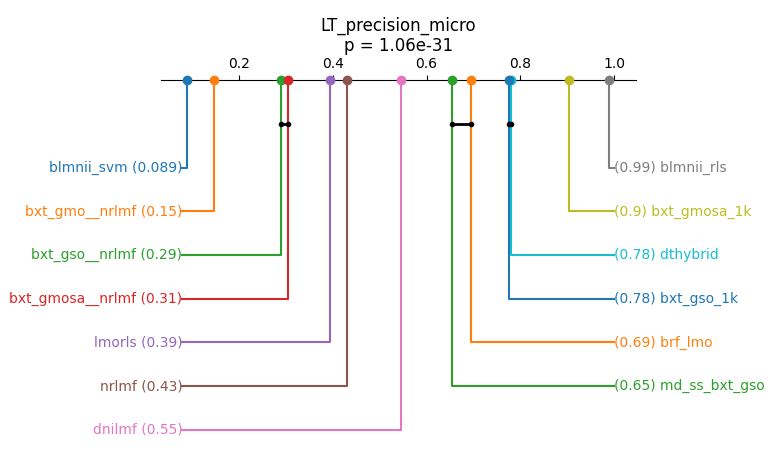 LT_precision_micro
p = 1.06e-31
0.2 0.4 0.6 0.8 1.0
blmnii_svm (0.089)
(0.99) blmnii_rls
bxt_gmo__nrlmf (0.15)
(0.9) bxt_gmosa_1k
bxt_gso__nrlmf (0.29)
(0.78) dthybrid
bxt_gmosa__nrlmf (0.31)
(0.78) bxt_gso_1k
lmorls (0.39)
(0.69) brf_lmo
nrlmf (0.43)
(0.65) md_ss_bxt_gso
dnilmf (0.55)